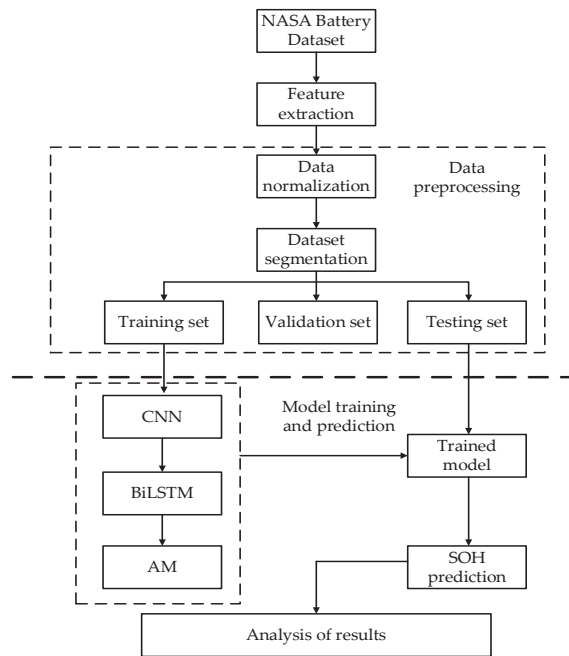 NASA Battery
Dataset
Feature
extraction
Data
normalization
Data
preprocessing
Dataset
segmentation
Training set
Validation set
Testing set
CNN
Model training
and prediction
Trained
model
BiLSTM
AM
SOH
prediction
Analysis of results